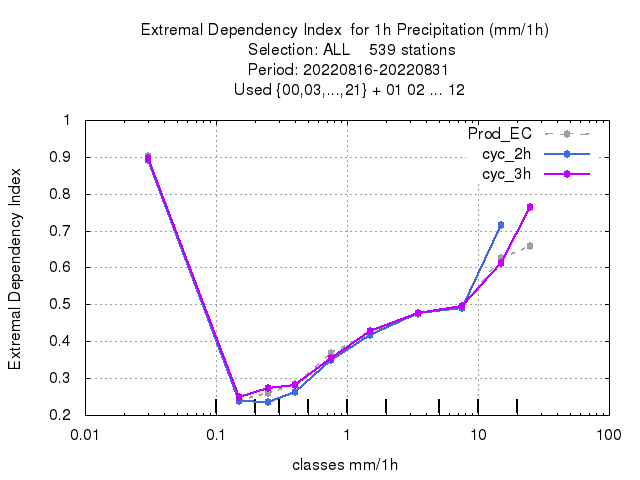 Extremal Dependency Index  for 1h Precipitation (mm/1h)
Selection: ALL    539 stations
Period: 20220816-20220831
Used {00,03,...,21} + 01 02 ... 12
Prod_EC
cyc_2h
cyc_3h
Extremal Dependency Index
1
0.9
0.8
0.7
0.6
0.5
0.4
0.3
0.2
0.01
0.1
1
10
100
classes mm/1h